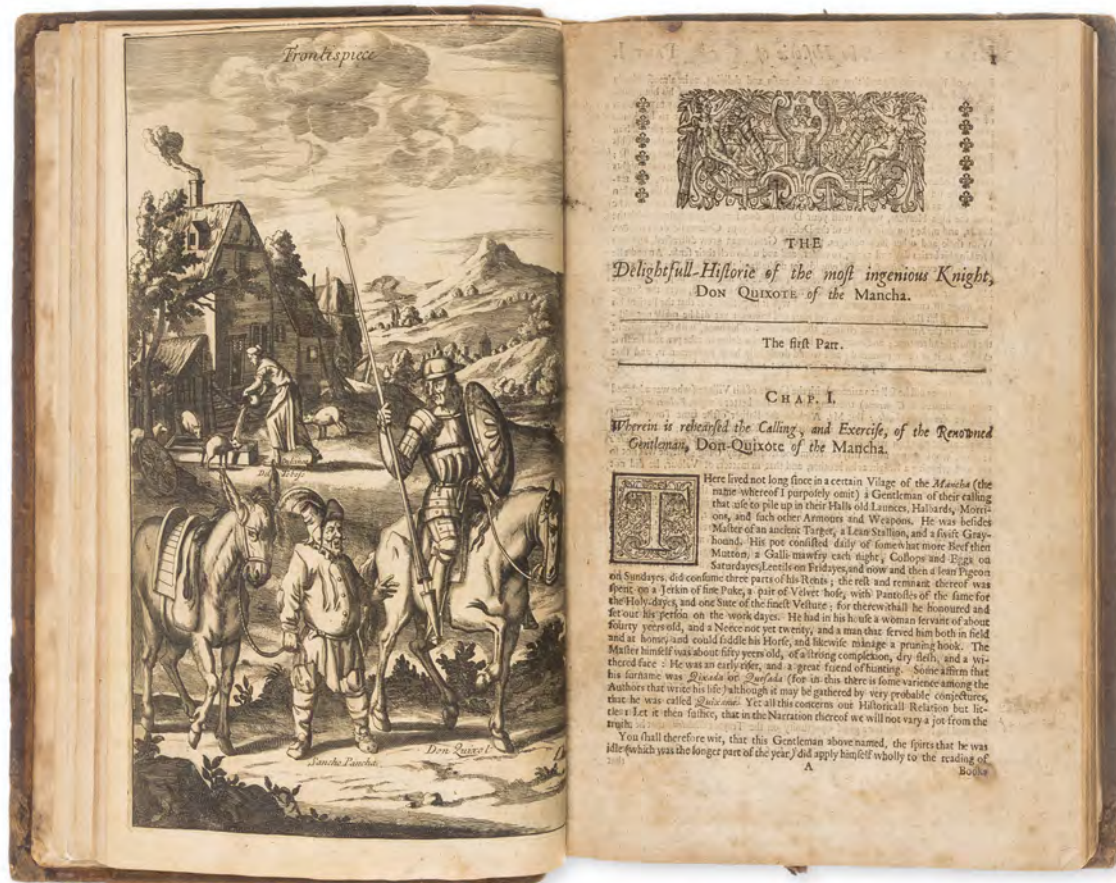 Frontispiece
Don Quixot
Sancho Pancha
1
THE
Delightfull-Hiſtorie of the moſt ingenious Knight,
DON QUIXOTE of the Mancha.
The firſt Part.
CHAP. I.
Wherein is rehearſed the Calling, and Exerciſe, of the Renowned
Gentleman, Don-Quixote of the Mancha.
THere lived not long ſince in a certain Vilage of the Mancha (the
name whereof I purpoſely omit) a Gentleman of their calling
that uſe to pile up in their Halls old Launces, Halbards, Morri-
ons, and ſuch other Armours and Weapons. He was beſides
Maſter of an ancient Target, a Lean Stallion, and a ſwift Gray-
hound. His pot conſiſted daily of ſomewhat more Beef then
Mutton, a Galli-mawfry each night, Collops and Eggs on
Saturdayes, Lentils on Fridayes, and now and then a lean Pigeon
on Sundayes, did conſume three parts of his Rents; the reſt and remnant thereof was
ſpent on a Jerkin of fine Puke, a pair of Velvet hoſe, with Pantofles of the ſame for
the Holy-dayes, and one Sute of the fineſt Veſture; for therewithall he honoured and
ſet out his perſon on the work dayes. He had in his houſe a woman ſervant of about
fourty yeers old, and a Neece not yet twenty, and a man that ſerved him both in field
and at home, and could ſaddle his Horſe, and likewiſe manage a pruning hook. The
Maſter himſelf was about fifty yeers old, of a ſtrong complexion, dry fleſh, and a wi-
thered face: He was an early riſer, and a great friend of hunting. Some affirm that
his ſurname was Qixada or Queſada (for in this there is ſome varience among the
Authors that write his life) although it may be gathered by very probable conjectures,
that he was called Quixana. Yet all this concerns our Hiſtoricall Relation but lit-
tle: Let it then ſuffice, that in the Narration thereof we will not vary a jot from the
truth.
You ſhall therefore wit, that this Gentleman above named, the ſpirts that he was
idle (which was the longer part of the year,) did apply himſelf wholly to the reading of
A
Books